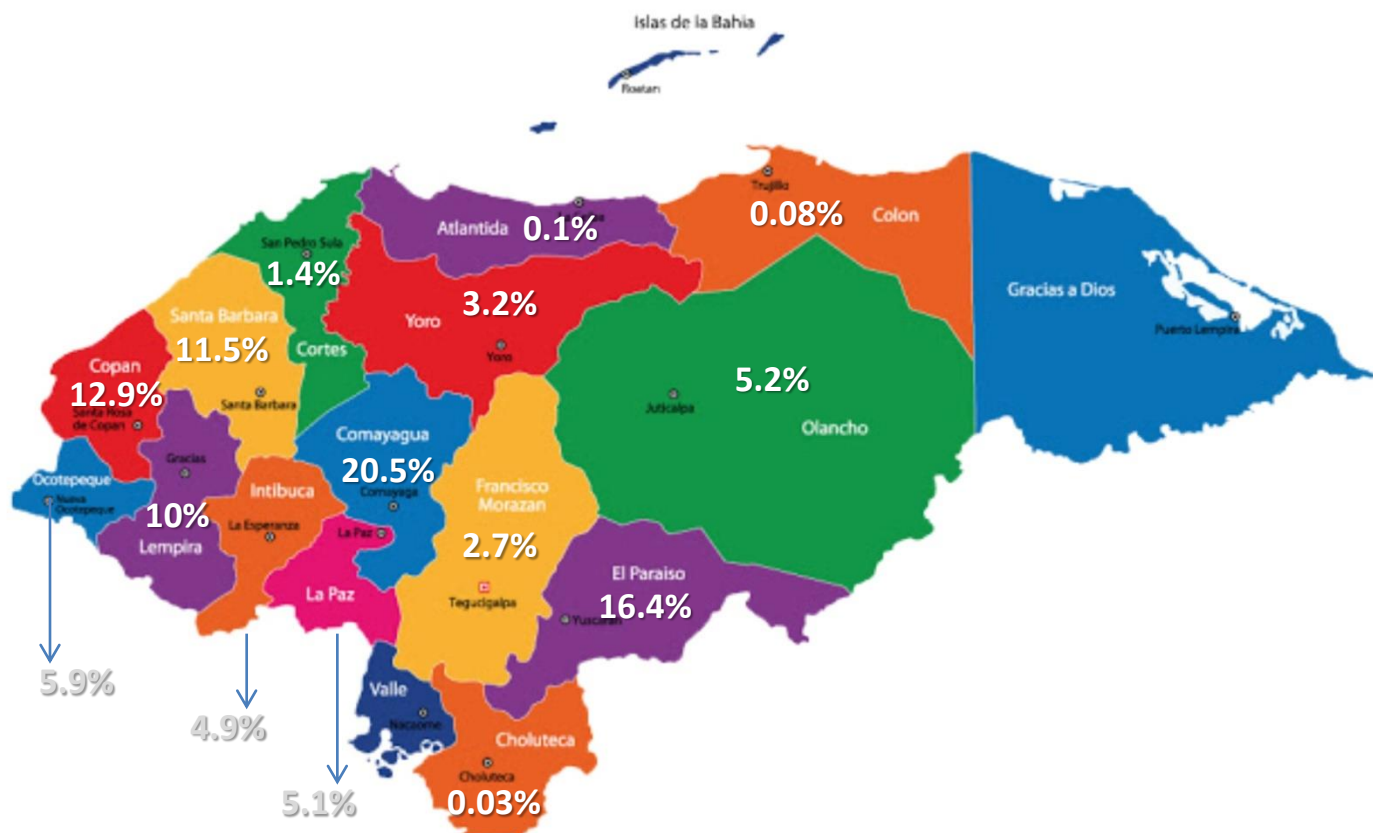 Islas de la Bahia
Roatan
Trujillo
0.08%
Colon
Atlantida
0.1%
San Pedro Sula
1.4%
Gracias a Dios
Puerto Lempira
Santa Barbara
11.5%
3.2%
Yoro
Yoro
Cortes
Copan
12.9%
Santa Rosa
de Copan
Santa Barbara
5.2%
Juticalpa
Olancho
Comayagua
20.5%
Comayaga
Gracias
Ocotepeque
Nueva
Ocotepeque
Intibuca
10%
La Esperanza
Lempira
Francisco
Morazan
2.7%
Tegucigalpa
La Paz
La Paz
El Paraiso
16.4%
Yuscaran
5.9%
4.9%
5.1%
Valle
Nacaome
Choluteca
Choluteca
0.03%